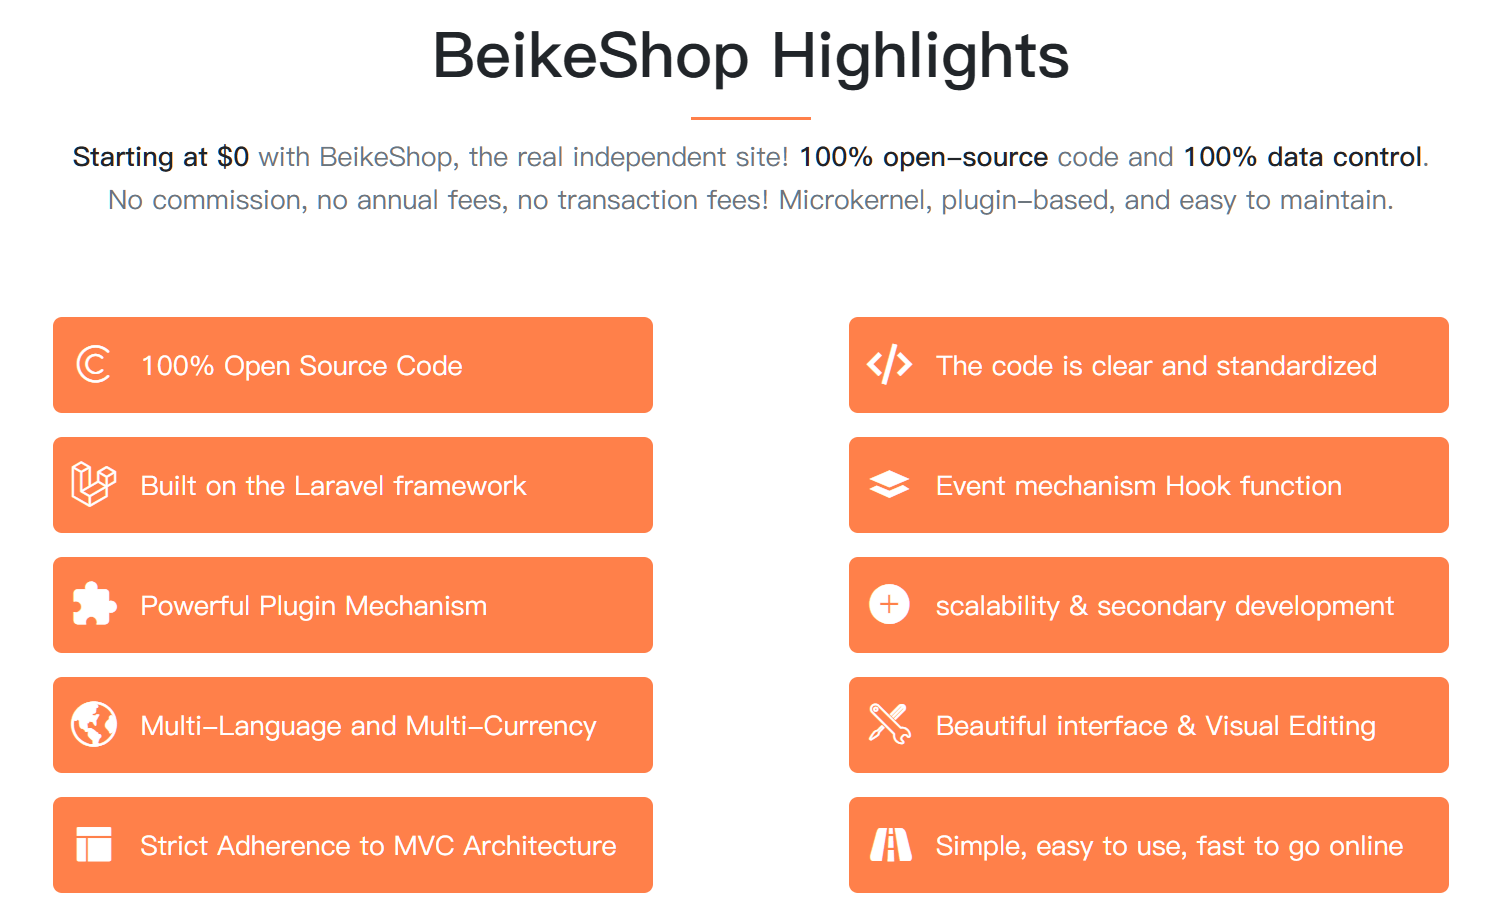 BeikeShop Highlights
Starting at $0 with BeikeShop, the real independent site! 100% open-source code and 100% data control.
No commission, no annual fees, no transaction fees! Microkernel, plugin-based, and easy to maintain.
100% Open Source Code
The code is clear and standardized
Built on the Laravel framework
Event mechanism Hook function
Powerful Plugin Mechanism
scalability & secondary development
Multi-Language and Multi-Currency
Beautiful interface & Visual Editing
Strict Adherence to MVC Architecture
Simple, easy to use, fast to go online